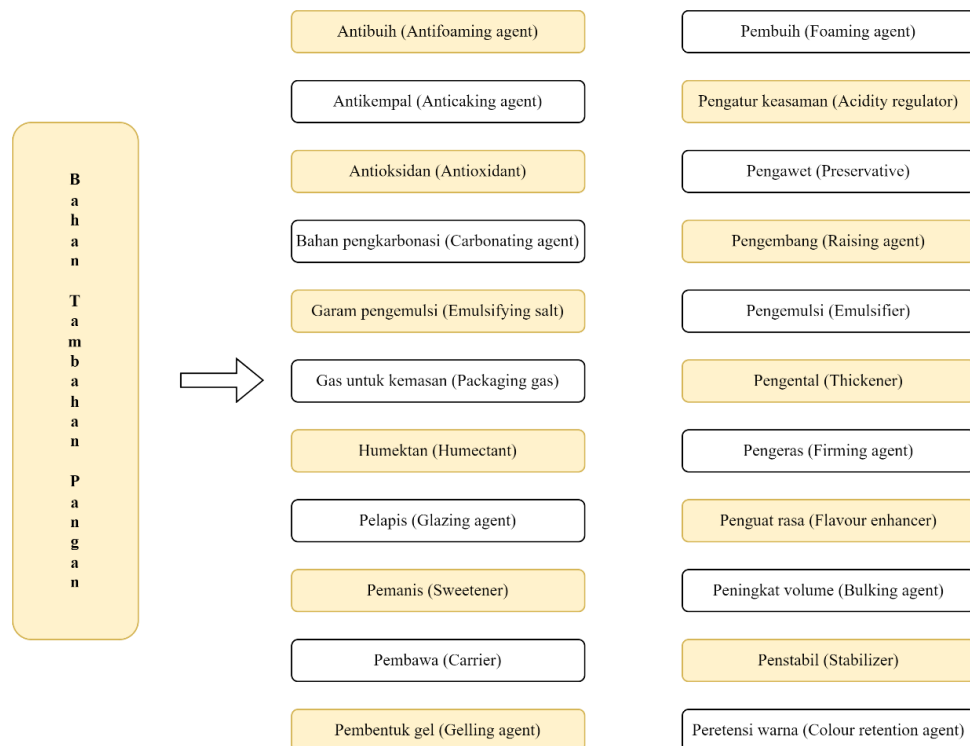 Bahan Tambahan Pangan
Antibuih (Antifoaming agent)
Antikempal (Anticaking agent)
Antioksidan (Antioxidant)
Bahan pengkarbonasi (Carbonating agent)
Garam pengemulsi (Emulsifying salt)
Gas untuk kemasan (Packaging gas)
Humektan (Humectant)
Pelapis (Glazing agent)
Pemanis (Sweetener)
Pembawa (Carrier)
Pembentuk gel (Gelling agent)
Pembuih (Foaming agent)
Pengatur keasaman (Acidity regulator)
Pengawet (Preservative)
Pengembang (Raising agent)
Pengemulsi (Emulsifier)
Pengental (Thickener)
Pengeras (Firming agent)
Penguat rasa (Flavour enhancer)
Peningkat volume (Bulking agent)
Penstabil (Stabilizer)
Peretensi warna (Colour retention agent)